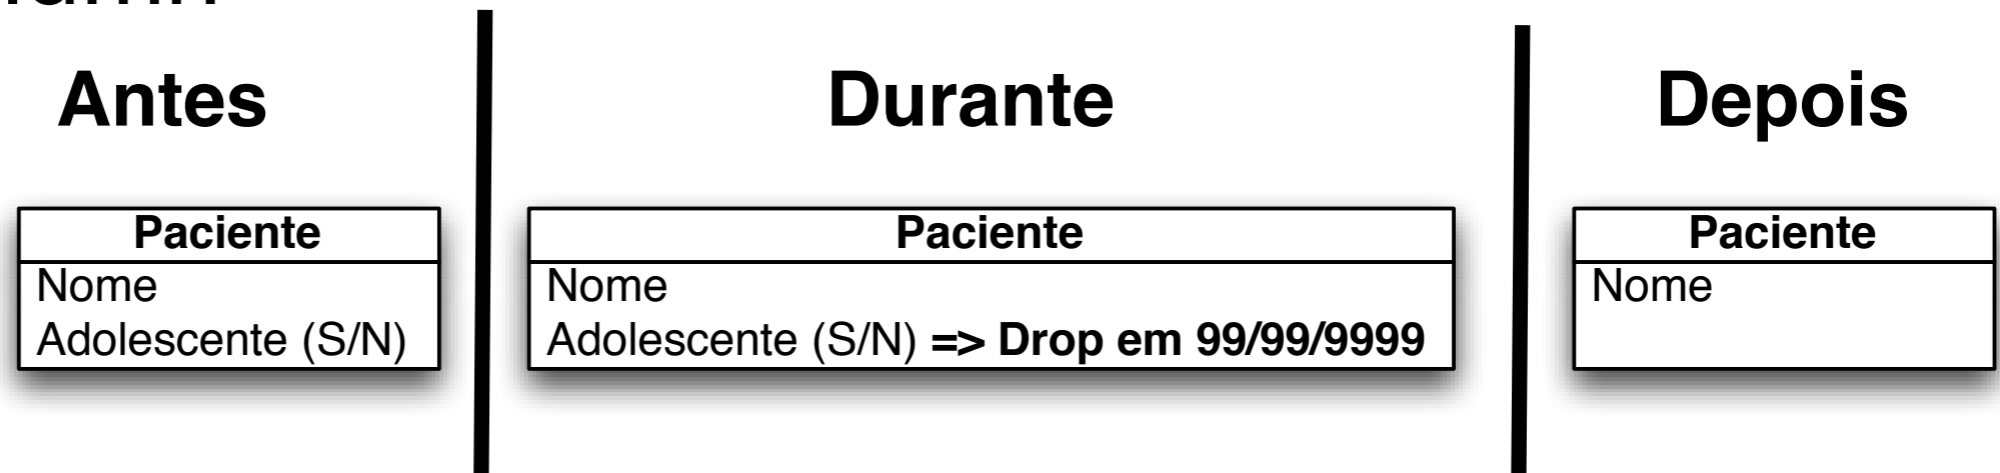 Antes
Durante
Depois
Paciente
Nome
Adolescente (S/N)
Paciente
Nome
Adolescente (S/N) => Drop em 99/99/9999
Paciente
Nome